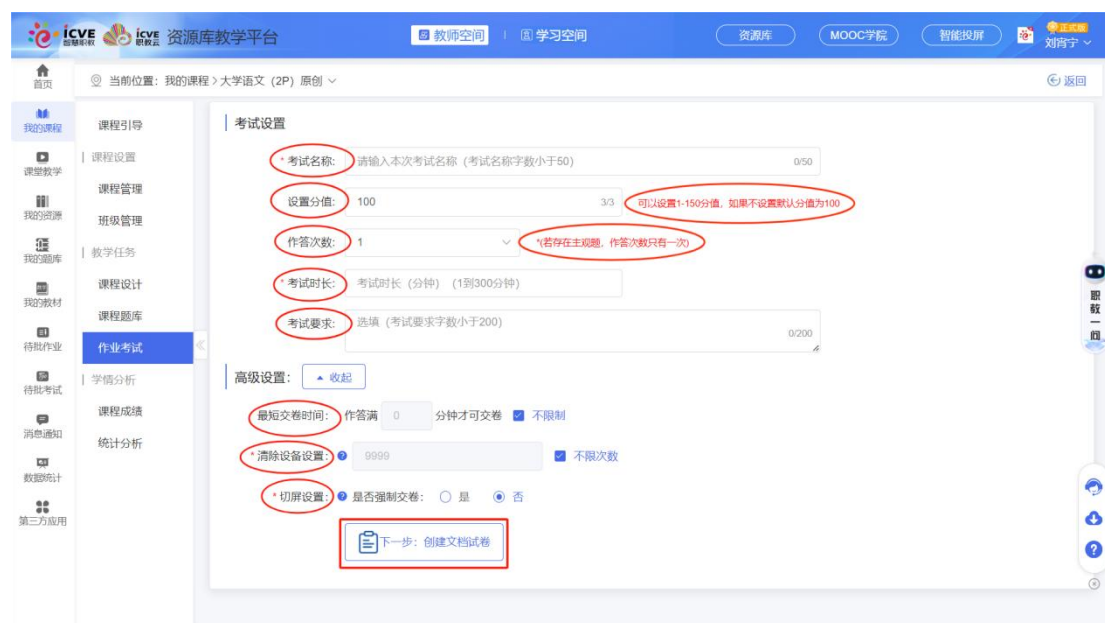 icve 智慧职教 icve 职教云 资源库教学平台 教师空间 学习空间 资源库 MOOC学院 智能投屏 正式版 刘宵宁
首页 当前位置：我的课程 > 大学语文（2P）原创 返回
我的课程
课堂教学
我的资源
我的题库
我的教材
待批作业
待批考试
消息通知
数据统计
第三方应用
课程引导
课程设置
课程管理
班级管理
教学任务
课程设计
课程题库
作业考试
学情分析
课程成绩
统计分析
考试设置
* 考试名称: 请输入本次考试名称（考试名称字数小于50） 0/50
设置分值: 100 3/3 可以设置1-150分值，如果不设置默认分值为100
作答次数: 1 *(若存在主观题，作答次数只有一次)
* 考试时长: 考试时长（分钟）（1到300分钟）
考试要求: 选填（考试要求字数小于200） 0/200
高级设置： 收起
最短交卷时间: 作答满 0 分钟才可交卷 不限制
* 清除设备设置: 9999 不限次数
* 切屏设置: 是否强制交卷： 是 否
下一步：创建文档试卷
职教一问